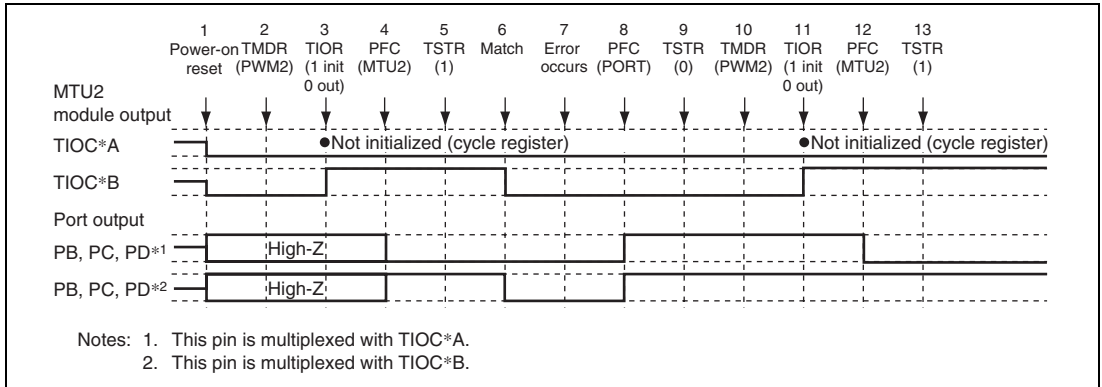 1 2 3 4 5 6 7 8 9 10 11 12 13
Power-on TMDR TIOR PFC TSTR Match Error PFC TSTR TMDR TIOR PFC TSTR
reset (PWM2) (1 init (MTU2) (1) occurs (PORT) (0) (PWM2) (1 init (MTU2) (1)
0 out) 0 out)
MTU2
module output
TIOC*A ●Not initialized (cycle register) ●Not initialized (cycle register)
TIOC*B
Port output
PB, PC, PD*1 High-Z
PB, PC, PD*2 High-Z
Notes: 1. This pin is multiplexed with TIOC*A.
2. This pin is multiplexed with TIOC*B.